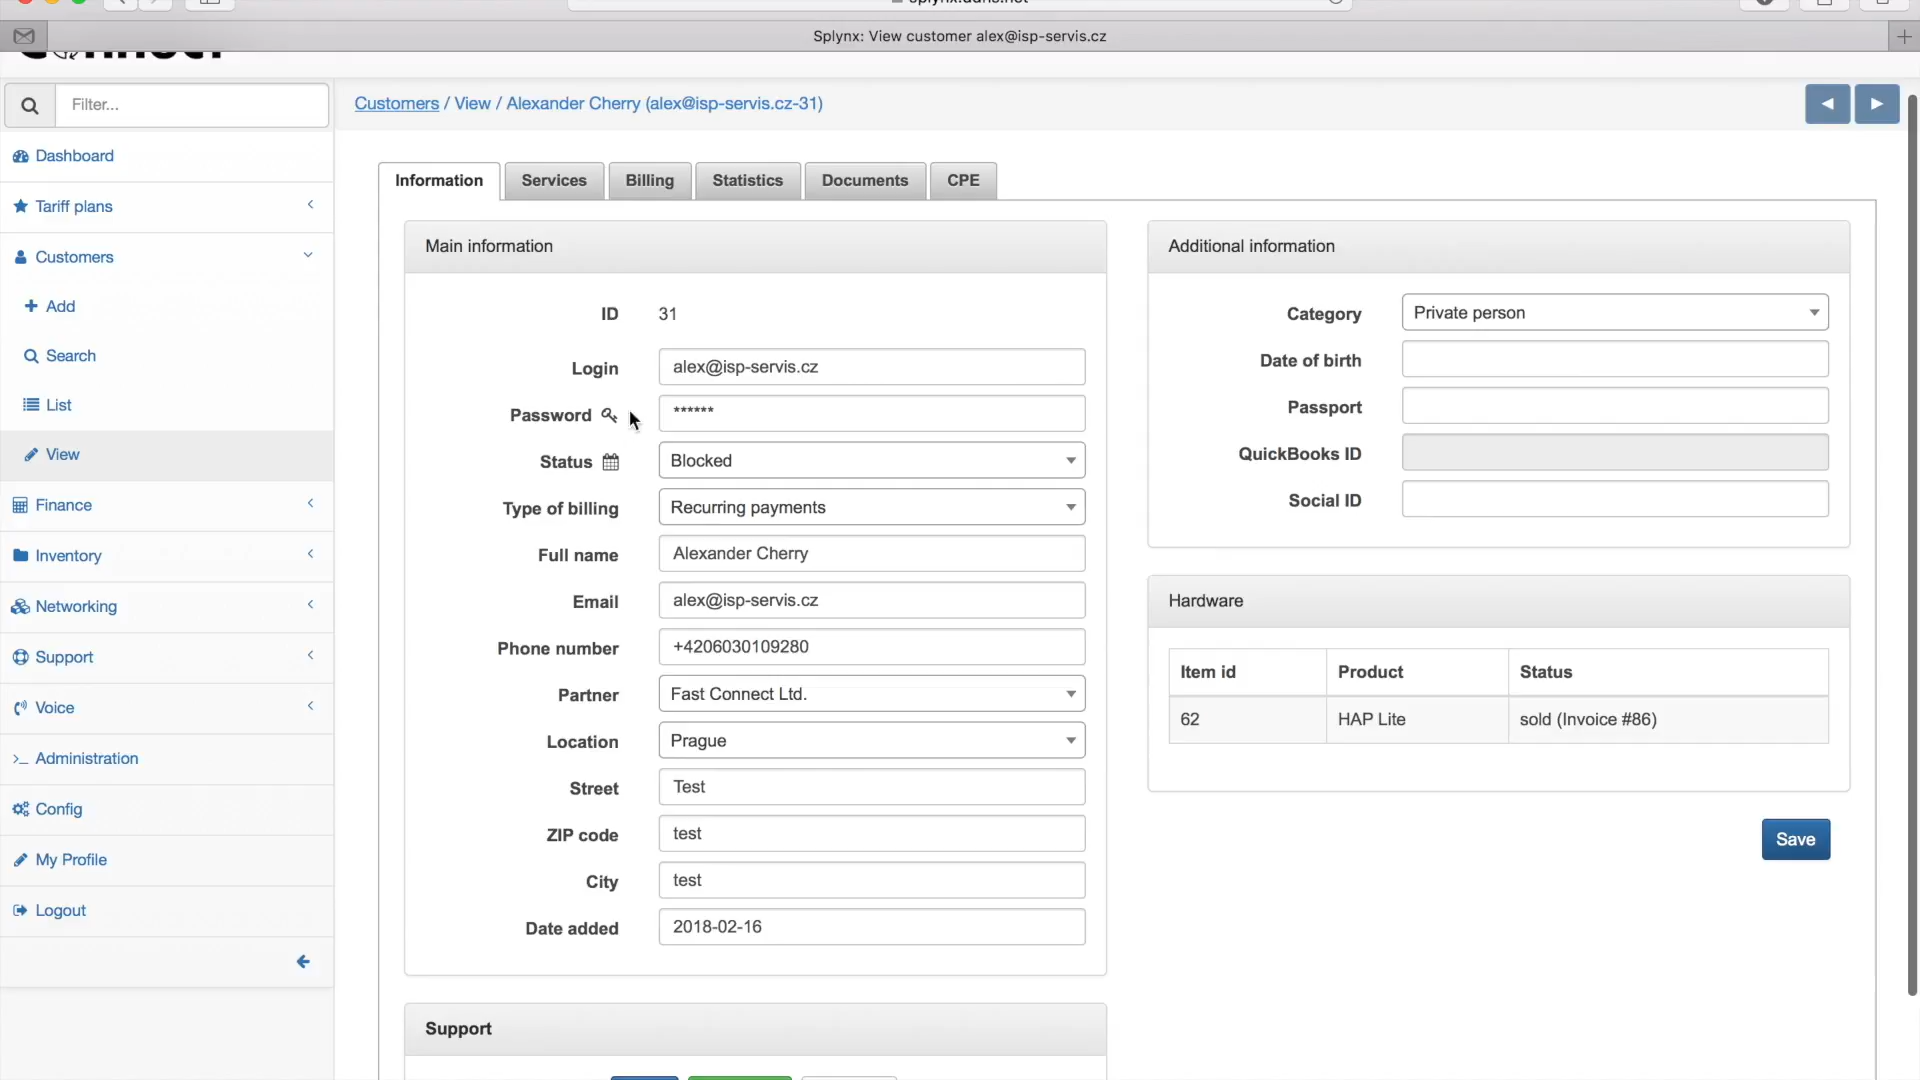 Splynx: View customer alex@isp-servis.cz
Filter...
Customers / View / Alexander Cherry (alex@isp-servis.cz-31)
Dashboard
Tariff plans
Customers
Add
Search
List
View
Finance
Inventory
Networking
Support
Voice
Administration
Config
My Profile
Logout
Information
Services
Billing
Statistics
Documents
CPE
Main information
ID 31
Login alex@isp-servis.cz
Password ******
Status Blocked
Type of billing Recurring payments
Full name Alexander Cherry
Email alex@isp-servis.cz
Phone number +4206030109280
Partner Fast Connect Ltd.
Location Prague
Street Test
ZIP code test
City test
Date added 2018-02-16
Support
Additional information
Category Private person
Date of birth
Passport
QuickBooks ID
Social ID
Hardware
Item id Product Status
62 HAP Lite sold (Invoice #86)
Save